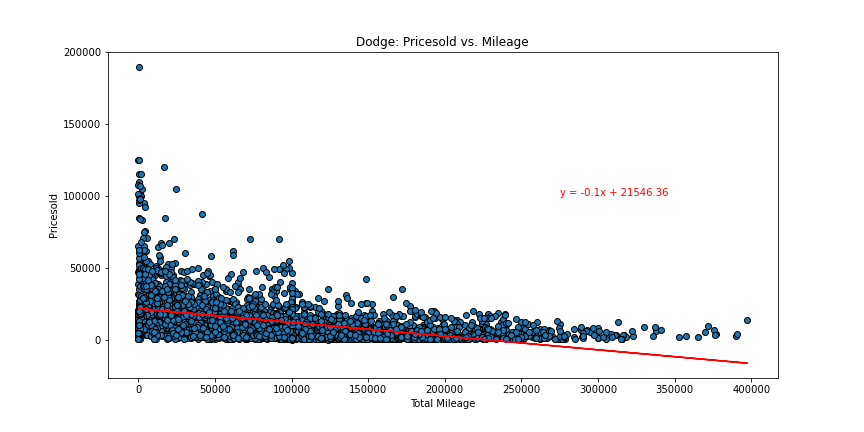 Dodge: Pricesold vs. Mileage
200000
150000
100000
50000
0
Pricesold
y = -0.1x + 21546.36
0 50000 100000 150000 200000 250000 300000 350000 400000
Total Mileage